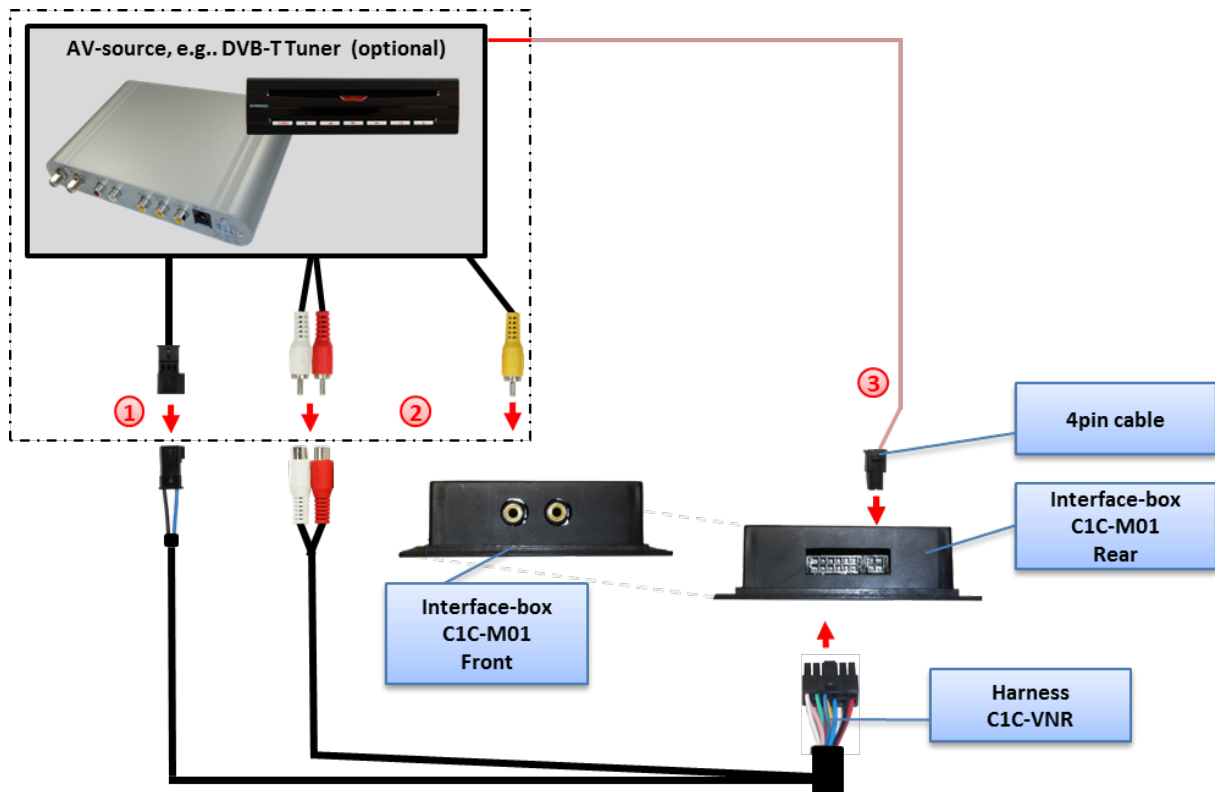 AV-source, e.g.. DVB-T Tuner (optional)
1
2
3
4pin cable
Interface-box
C1C-M01
Rear
Interface-box
C1C-M01
Front
Harness
C1C-VNR